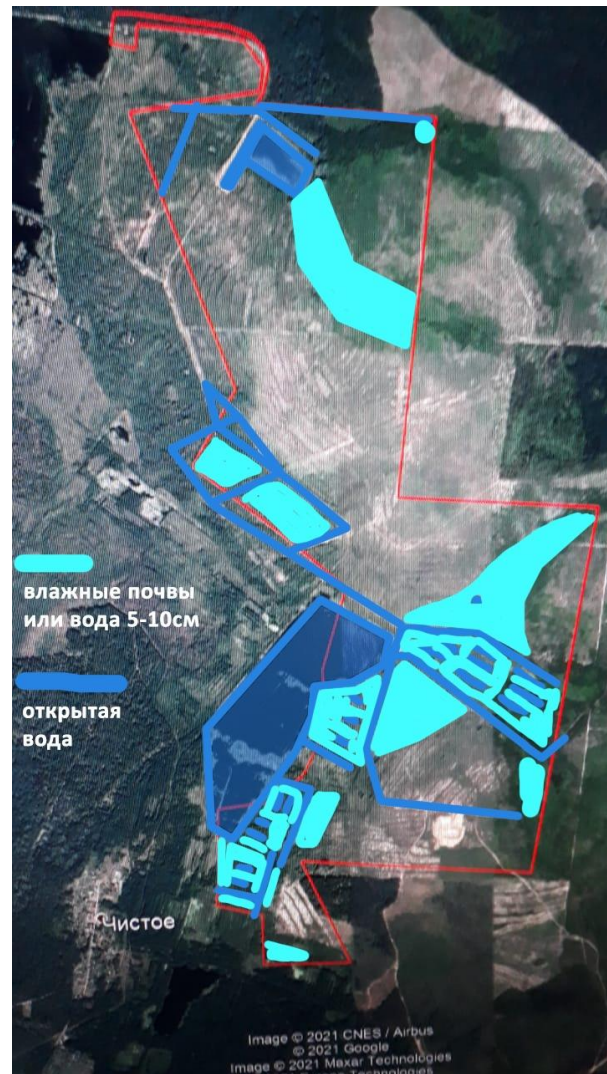 влажные почвы
или вода 5-10см
открытая
вода
Чистое
Image © 2021 CNES / Airbus
© 2021 Google
Image © 2021 Maxar Technologies